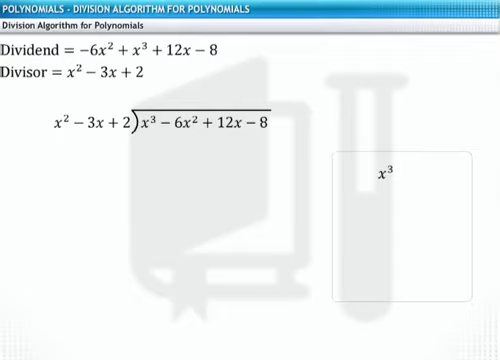 POLYNOMIALS - DIVISION ALGORITHM FOR POLYNOMIALS
Division Algorithm for Polynomials
Dividend = −6x² + x³ + 12x − 8
Divisor = x² − 3x + 2
x² − 3x + 2)x³ − 6x² + 12x − 8
x³